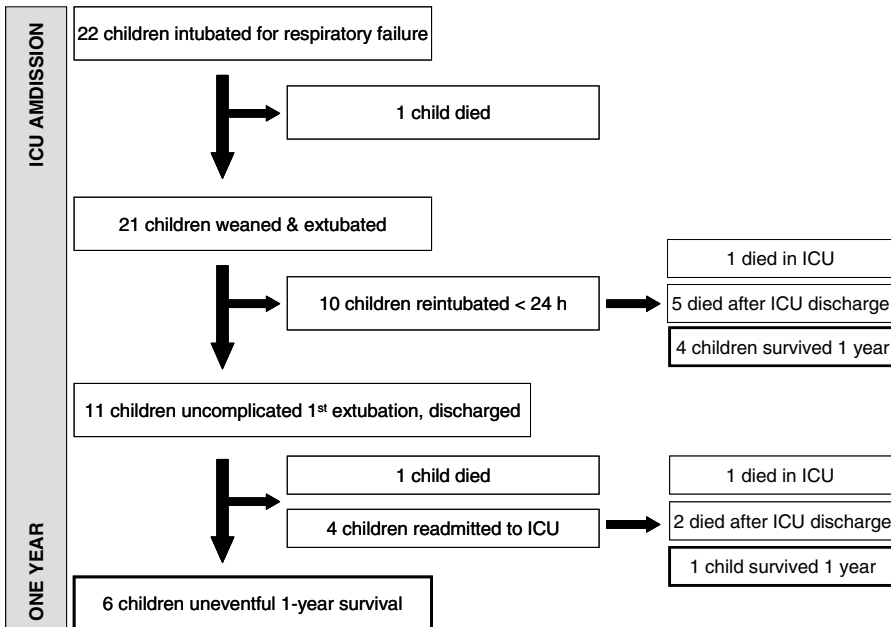 ICU AMDISSION
22 children intubated for respiratory failure
1 child died
21 children weaned & extubated
10 children reintubated < 24 h
1 died in ICU
5 died after ICU discharge
4 children survived 1 year
11 children uncomplicated 1st extubation, discharged
1 child died
4 children readmitted to ICU
1 died in ICU
2 died after ICU discharge
1 child survived 1 year
ONE YEAR
6 children uneventful 1-year survival